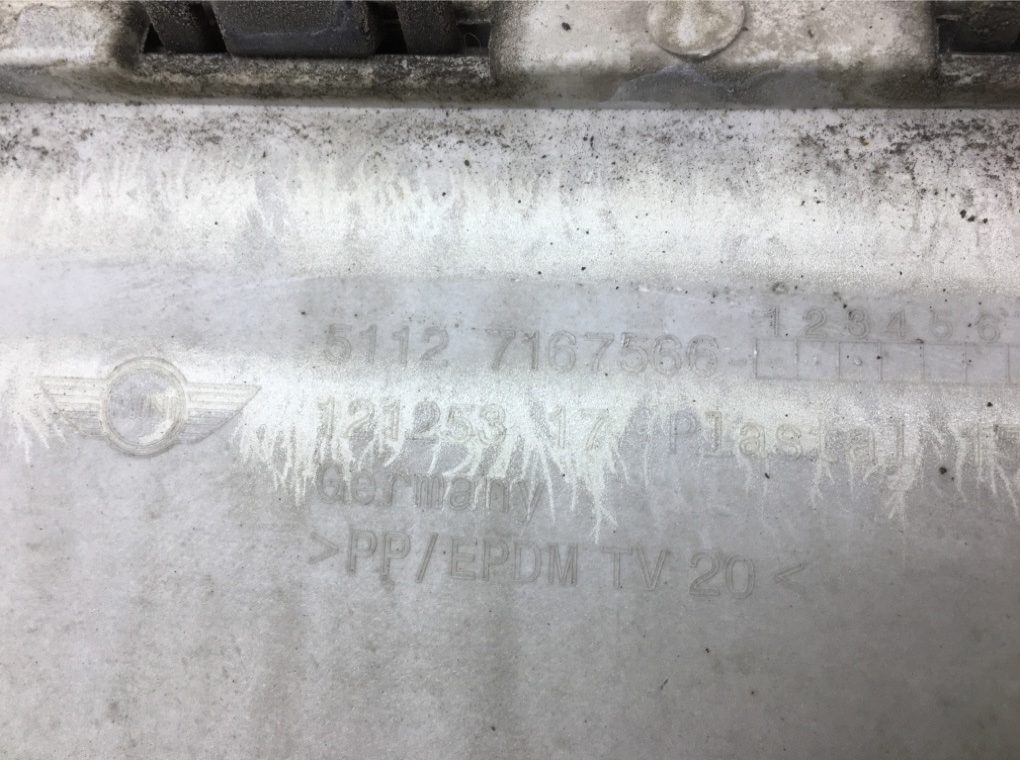 1 2 3 4 5 6
5112 7167566
121253 17 Plastal
Germany
>PP/EPDM TV 20<